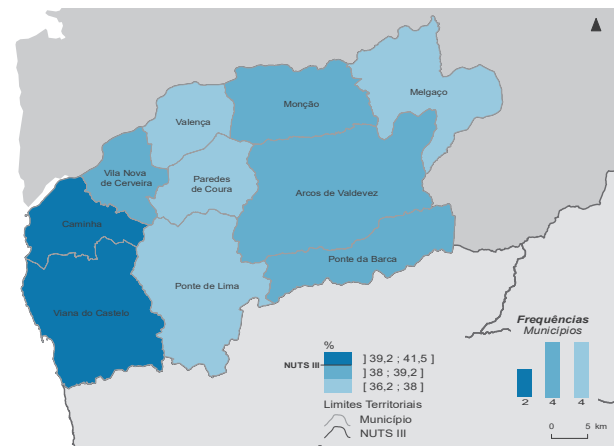 Melgaço
Monção
Valença
Vila Nova
de Cerveira
Paredes
de Coura
Arcos de Valdevez
Caminha
Ponte da Barca
Ponte de Lima
Viana do Castelo
%
NUTS III
] 39,2 ; 41,5 ]
] 38 ; 39,2 ]
[ 36,2 ; 38 ]
Limites Territoriais
Município
NUTS III
Frequências
Municípios
2 4 4
0 5 km